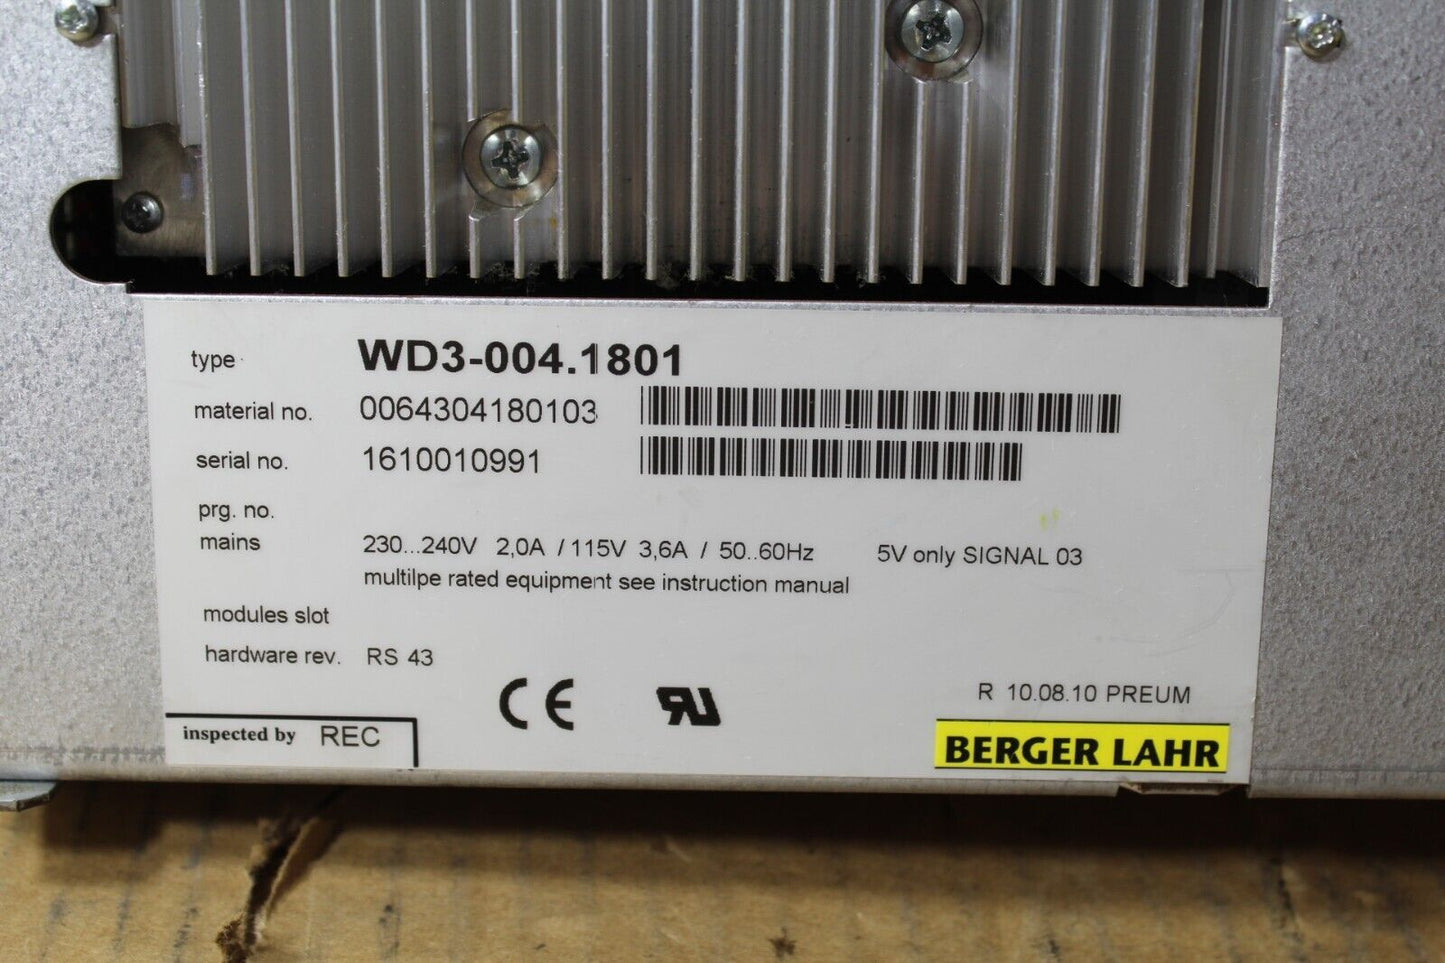 type WD3-004.1801
material no. 0064304180103
serial no. 1610010991
prg. no.
mains 230...240V 2,0A / 115V 3,6A / 50..60Hz 5V only SIGNAL 03
multilpe rated equipment see instruction manual
modules slot
hardware rev. RS 43
CE RU
R 10.08.10 PREUM
inspected by REC
BERGER LAHR